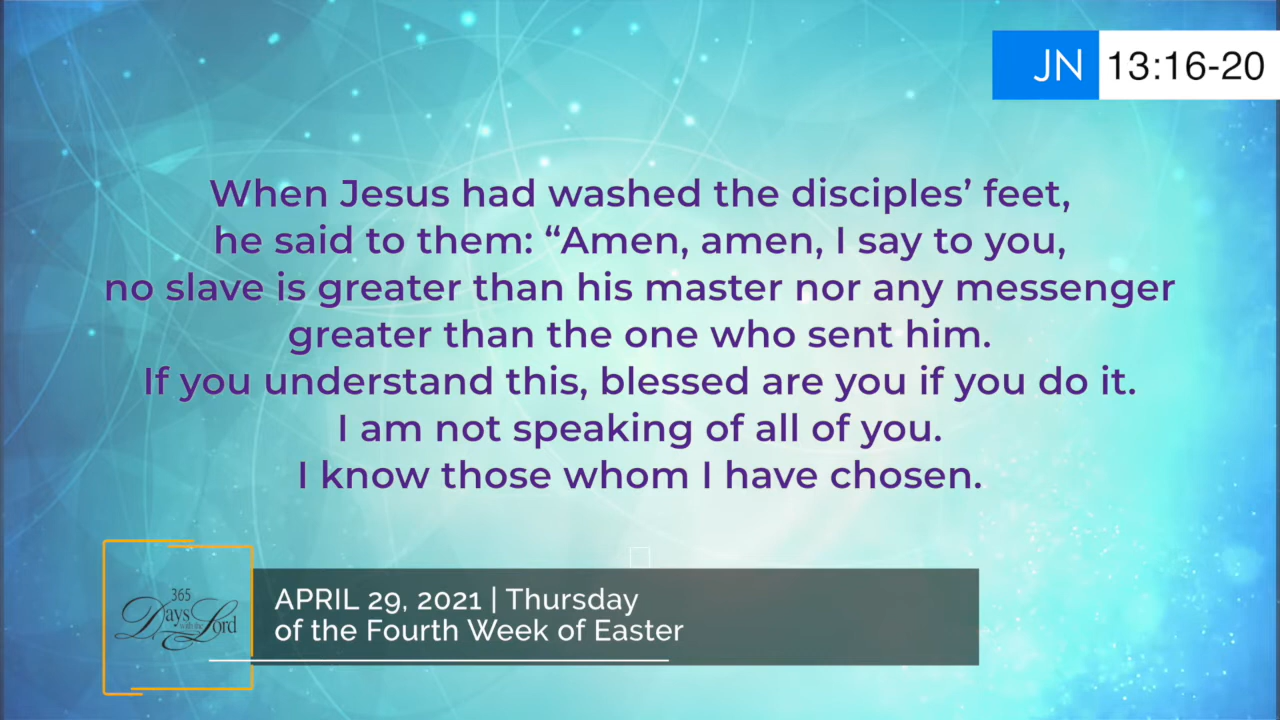 JN 13:16-20
When Jesus had washed the disciples’ feet,
he said to them: “Amen, amen, I say to you,
no slave is greater than his master nor any messenger
greater than the one who sent him.
If you understand this, blessed are you if you do it.
I am not speaking of all of you.
I know those whom I have chosen.
365
Days with the Lord
APRIL 29, 2021 | Thursday
of the Fourth Week of Easter